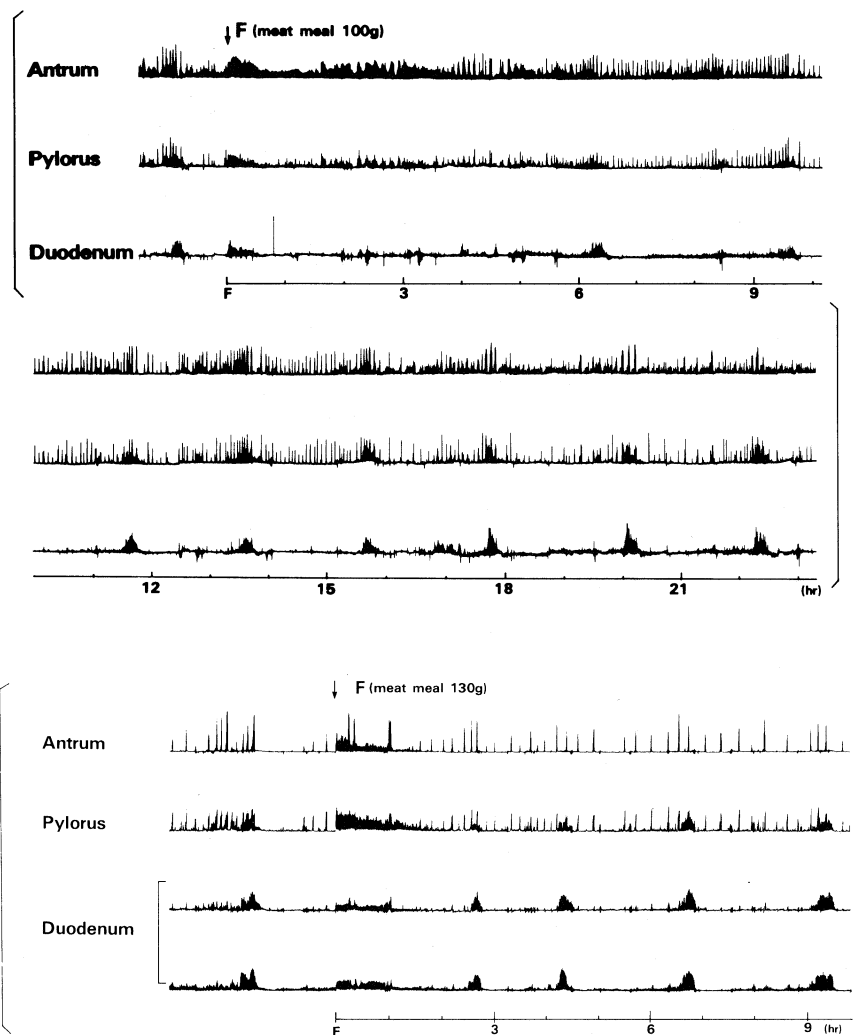 F (meat meal 100g)
Antrum
Pylorus
Duodenum
F 3 6 9
12 15 18 21 (hr)
F (meat meal 130g)
Antrum
Pylorus
Duodenum
F 3 6 9 (hr)